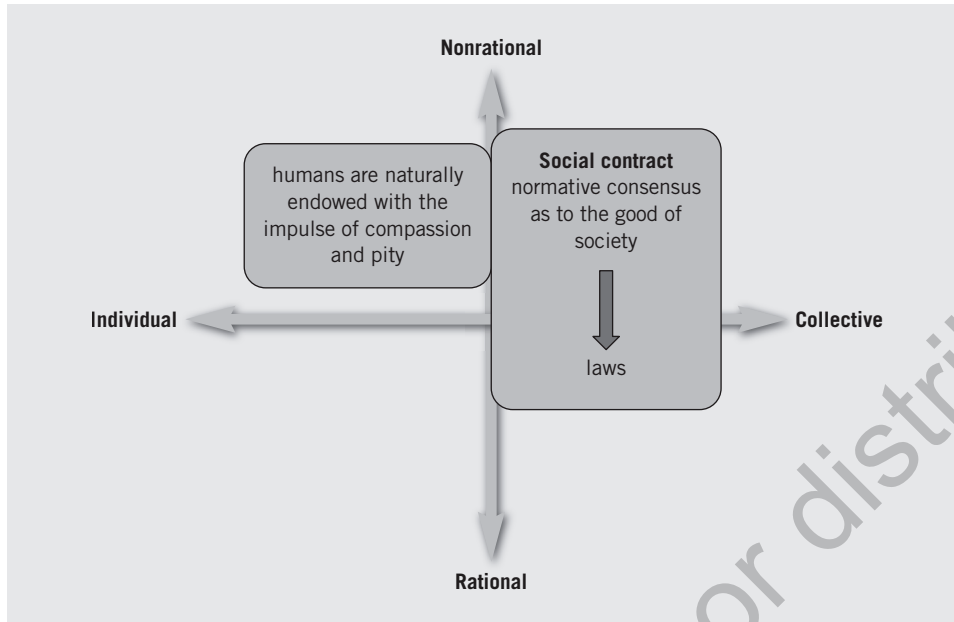 Nonrational
humans are naturally
endowed with the
impulse of compassion
and pity
Social contract
normative consensus
as to the good of
society
laws
Individual
Collective
Rational
or